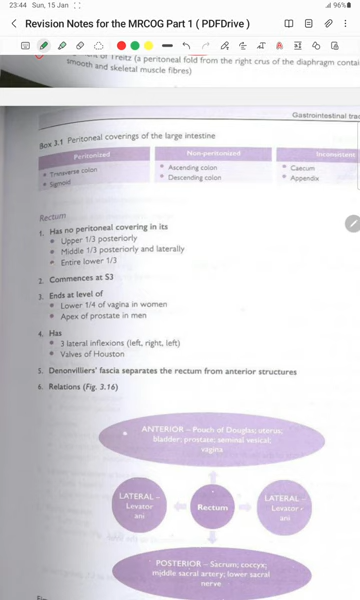 23:44 Sun, 15 Jan
96%
Revision Notes for the MRCOG Part 1 ( PDFDrive )
of Treitz (a peritoneal fold from the right crus of the diaphragm contai
smooth and skeletal muscle fibres)
Gastrointestinal trac
Box 3.1 Peritoneal coverings of the large intestine
Peritonized Non-peritonized Inconsistent
• Transverse colon • Ascending colon • Caecum
• Sigmoid • Descending colon • Appendix
Rectum
1. Has no peritoneal covering in its
• Upper 1/3 posteriorly
• Middle 1/3 posteriorly and laterally
• Entire lower 1/3
2. Commences at S3
3. Ends at level of
• Lower 1/4 of vagina in women
• Apex of prostate in men
4. Has
• 3 lateral inflexions (left, right, left)
• Valves of Houston
5. Denonvilliers' fascia separates the rectum from anterior structures
6. Relations (Fig. 3.16)
ANTERIOR – Pouch of Douglas; uterus;
bladder; prostate; seminal vesical;
vagina
LATERAL – LATERAL –
Levator Rectum Levator
ani ani
POSTERIOR – Sacrum; coccyx;
middle sacral artery; lower sacral
nerve